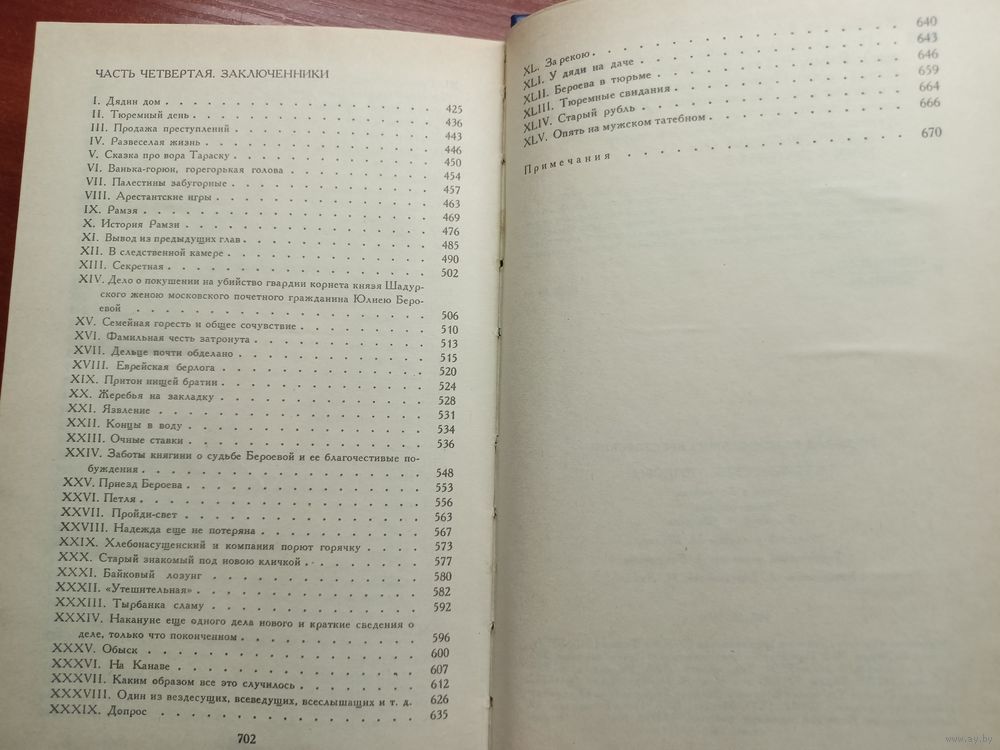 ЧАСТЬ ЧЕТВЕРТАЯ. ЗАКЛЮЧЕННИКИ
I. Дядин дом . . . . . . . . . . . . 425
II. Тюремный день . . . . . . . . . . . . 436
III. Продажа преступлений . . . . . . . . . . . . 443
IV. Развеселая жизнь . . . . . . . . . . . . 446
V. Сказка про вора Тараску . . . . . . . . . . . . 450
VI. Ванька-горюн, горегорькая голова . . . . . . . . . 454
VII. Палестины забугорные . . . . . . . . . . . . 457
VIII. Арестантские игры . . . . . . . . . . . . 463
IX. Рамзя . . . . . . . . . . . . 469
X. История Рамзи . . . . . . . . . . . . 476
XI. Вывод из предыдущих глав . . . . . . . . . . . 485
XII. В следственной камере . . . . . . . . . . . . 490
XIII. Секретная . . . . . . . . . . . . 502
XIV. Дело о покушении на убийство гвардии корнета князя Шадур-
ского женою московского почетного гражданина Юлиею Беро-
евой . . . . . . . . . . . . 506
XV. Семейная горесть и общее сочувствие . . . . . . . . 510
XVI. Фамильная честь затронута . . . . . . . . . . . 513
XVII. Дельце почти обделано . . . . . . . . . . . . 515
XVIII. Еврейская берлога . . . . . . . . . . . . 520
XIX. Притон нищей братии . . . . . . . . . . . . 524
XX. Жеребья на закладку . . . . . . . . . . . . 528
XXI. Язвление . . . . . . . . . . . . 531
XXII. Концы в воду . . . . . . . . . . . . 534
XXIII. Очные ставки . . . . . . . . . . . . 536
XXIV. Заботы княгини о судьбе Бероевой и ее благочестивые по-
буждения . . . . . . . . . . . . 548
XXV. Приезд Бероева . . . . . . . . . . . . 553
XXVI. Петля . . . . . . . . . . . . 556
XXVII. Пройди-свет . . . . . . . . . . . . 563
XXVIII. Надежда еще не потеряна . . . . . . . . . . 567
XXIX. Хлебонасущенский и компания порют горячку . . . . 573
XXX. Старый знакомый под новою кличкой . . . . . . . 577
XXXI. Байковый лозунг . . . . . . . . . . . . 580
XXXII. «Утешительная» . . . . . . . . . . . . 582
XXXIII. Тырбанка сламу . . . . . . . . . . . . 592
XXXIV. Накануне еще одного дела нового и краткие сведения о
деле, только что поконченном . . . . . . . . . . 596
XXXV. Обыск . . . . . . . . . . . . 600
XXXVI. На Канаве . . . . . . . . . . . . 607
XXXVII. Каким образом все это случилось . . . . . . . 612
XXXVIII. Один из вездесущих, всеведущих, вселышащих и т. д. 626
XXXIX. Допрос . . . . . . . . . . . . 635
702
XL. За рекою . . . . . . . . . . . . 640
XLI. У дяди на даче . . . . . . . . . . . . 643
XLII. Бероева в тюрьме . . . . . . . . . . . . 646
XLIII. Тюремные свидания . . . . . . . . . . . . 659
XLIV. Старый рубль . . . . . . . . . . . . 664
XLV. Опять на мужском татебном . . . . . . . . . . 666
Примечания . . . . . . . . . . . . 670
www.ay.by